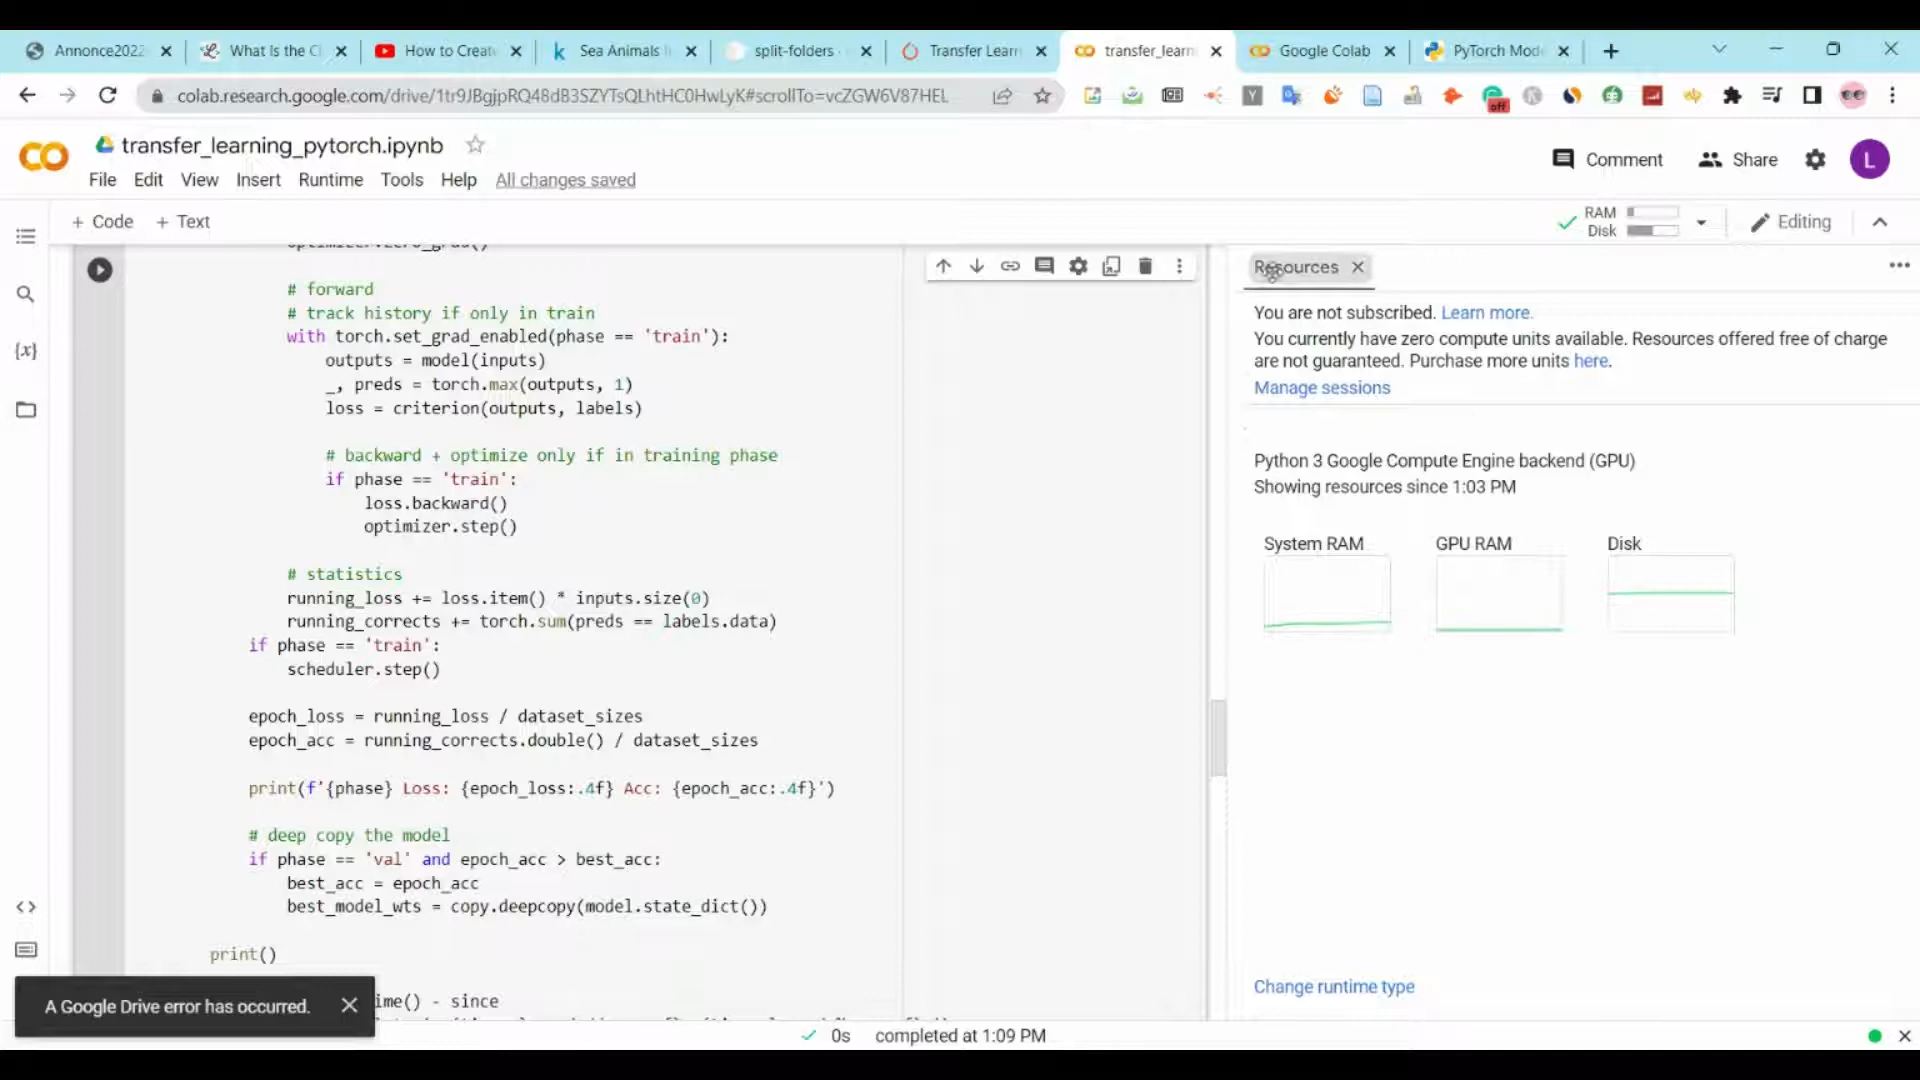 Annonce2022
What Is the C
How to Create
Sea Animals I
split-folders ·
Transfer Learn
transfer_learn
Google Colab
PyTorch Mode
colab.research.google.com/drive/1tr9JBgjpRQ48dB3SZYTsQLhtHC0HwLyK#scrollTo=vcZGW6V87HEL
off
transfer_learning_pytorch.ipynb
File Edit View Insert Runtime Tools Help All changes saved
Comment Share L
+ Code + Text
RAM
Disk
Editing
optimizer.zero_grad()
# forward
# track history if only in train
with torch.set_grad_enabled(phase == 'train'):
outputs = model(inputs)
_, preds = torch.max(outputs, 1)
loss = criterion(outputs, labels)
# backward + optimize only if in training phase
if phase == 'train':
loss.backward()
optimizer.step()
# statistics
running_loss += loss.item() * inputs.size(0)
running_corrects += torch.sum(preds == labels.data)
if phase == 'train':
scheduler.step()
epoch_loss = running_loss / dataset_sizes
epoch_acc = running_corrects.double() / dataset_sizes
print(f'{phase} Loss: {epoch_loss:.4f} Acc: {epoch_acc:.4f}')
# deep copy the model
if phase == 'val' and epoch_acc > best_acc:
best_acc = epoch_acc
best_model_wts = copy.deepcopy(model.state_dict())
print()
ime() - since
Resources
You are not subscribed. Learn more.
You currently have zero compute units available. Resources offered free of charge
are not guaranteed. Purchase more units here.
Manage sessions
Python 3 Google Compute Engine backend (GPU)
Showing resources since 1:03 PM
System RAM
GPU RAM
Disk
Change runtime type
A Google Drive error has occurred.
0s completed at 1:09 PM